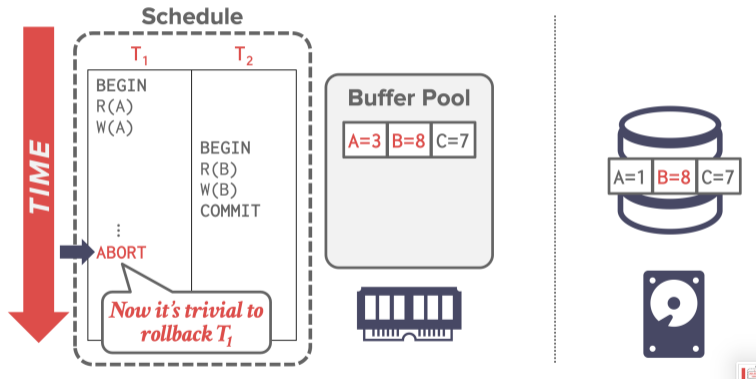 Schedule
T1 T2
TIME
BEGIN
R(A)
W(A)
BEGIN
R(B)
W(B)
COMMIT
⋮
ABORT
Now it's trivial to
rollback T1
Buffer Pool
A=3 B=8 C=7
A=1 B=8 C=7